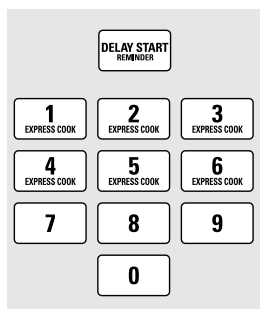 DELAY START
REMINDER
1 2 3
EXPRESS COOK EXPRESS COOK EXPRESS COOK
4 5 6
EXPRESS COOK EXPRESS COOK EXPRESS COOK
7 8 9
0